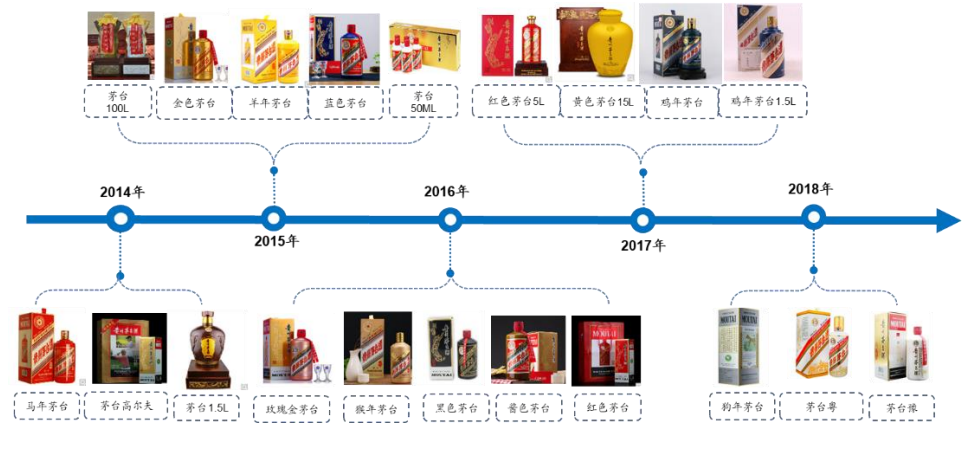 茅台
100L
金色茅台
羊年茅台
蓝色茅台
茅台
50ML
红色茅台5L
黄色茅台15L
鸡年茅台
鸡年茅台1.5L
2014年
2015年
2016年
2017年
2018年
马年茅台
茅台高尔夫
茅台1.5L
玫瑰金茅台
猴年茅台
黑色茅台
酱色茅台
红色茅台
狗年茅台
茅台粤
茅台豫